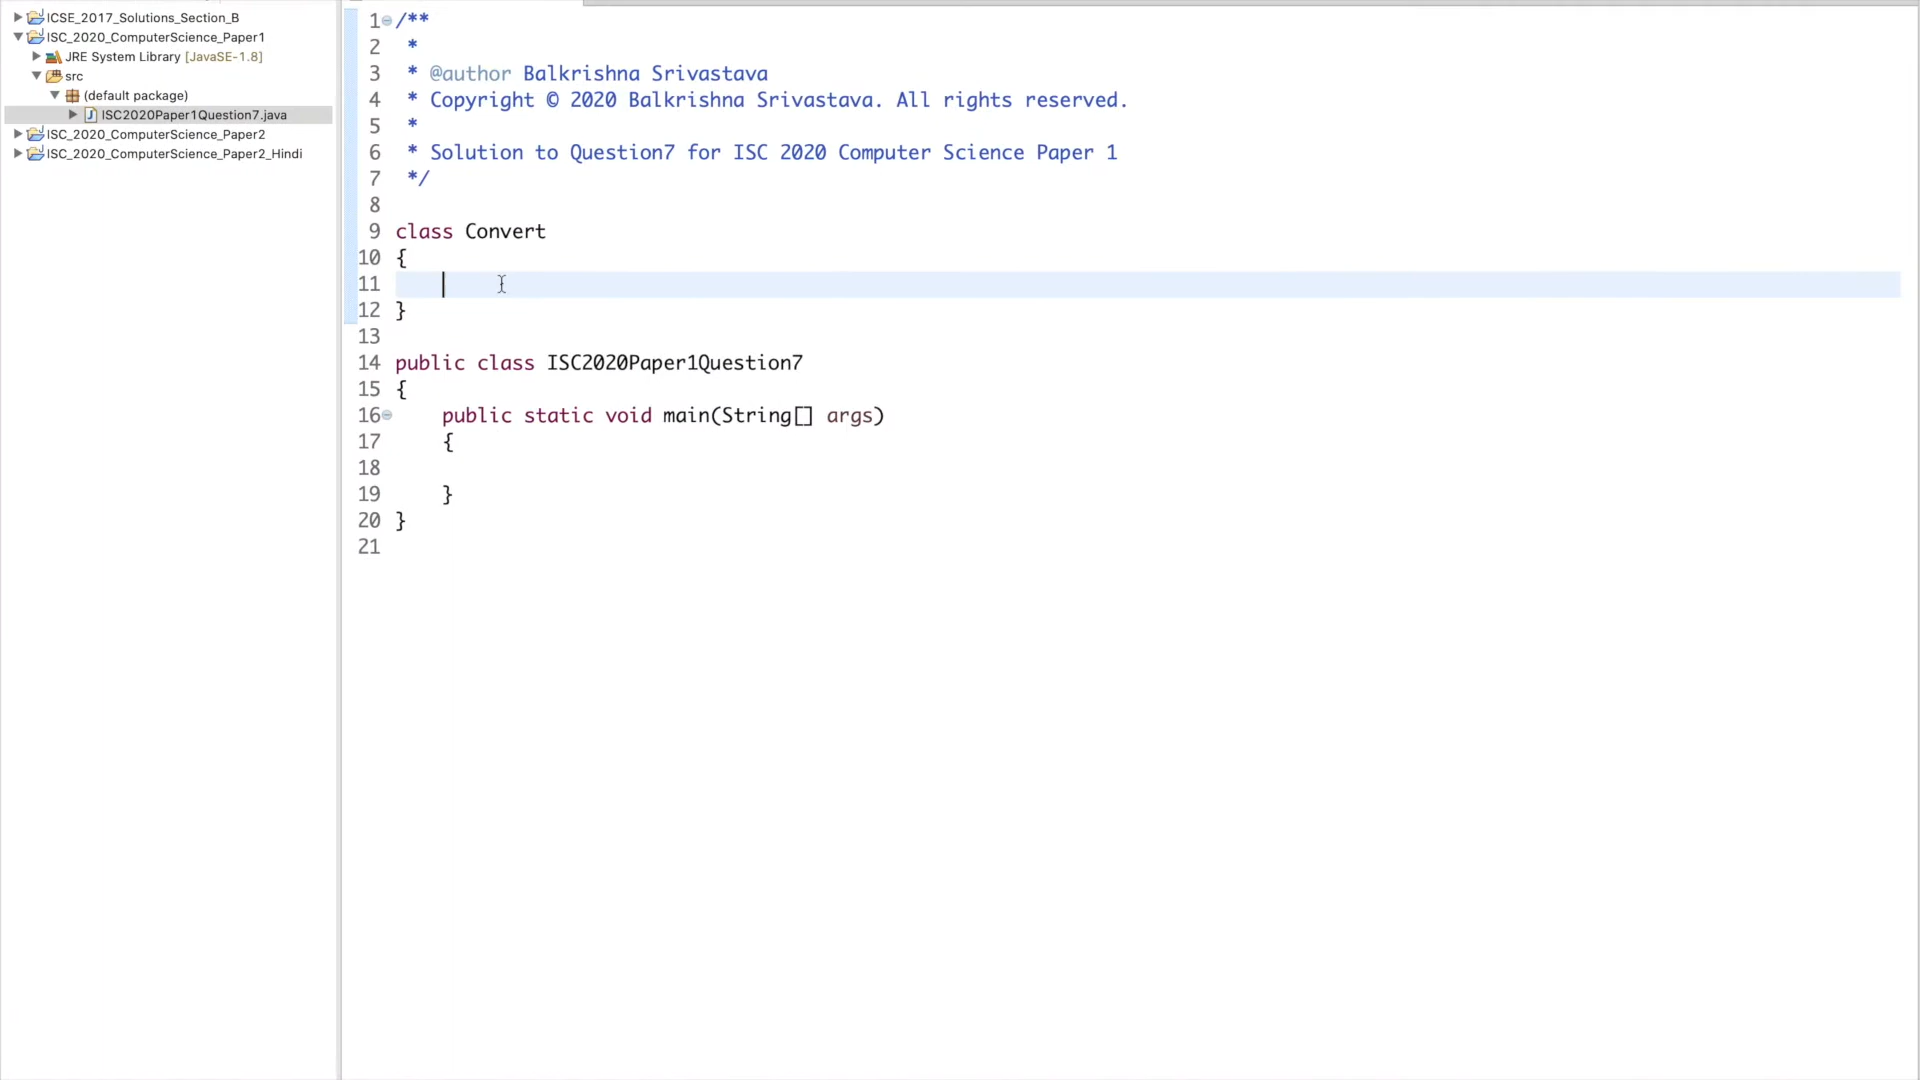 ICSE_2017_Solutions_Section_B
ISC_2020_ComputerScience_Paper1
JRE System Library [JavaSE-1.8]
src
(default package)
ISC2020Paper1Question7.java
ISC_2020_ComputerScience_Paper2
ISC_2020_ComputerScience_Paper2_Hindi
1 /**
2  *
3  * @author Balkrishna Srivastava
4  * Copyright © 2020 Balkrishna Srivastava. All rights reserved.
5  *
6  * Solution to Question7 for ISC 2020 Computer Science Paper 1
7  */
8
9 class Convert
10 {
11
12 }
13
14 public class ISC2020Paper1Question7
15 {
16     public static void main(String[] args)
17     {
18
19     }
20 }
21